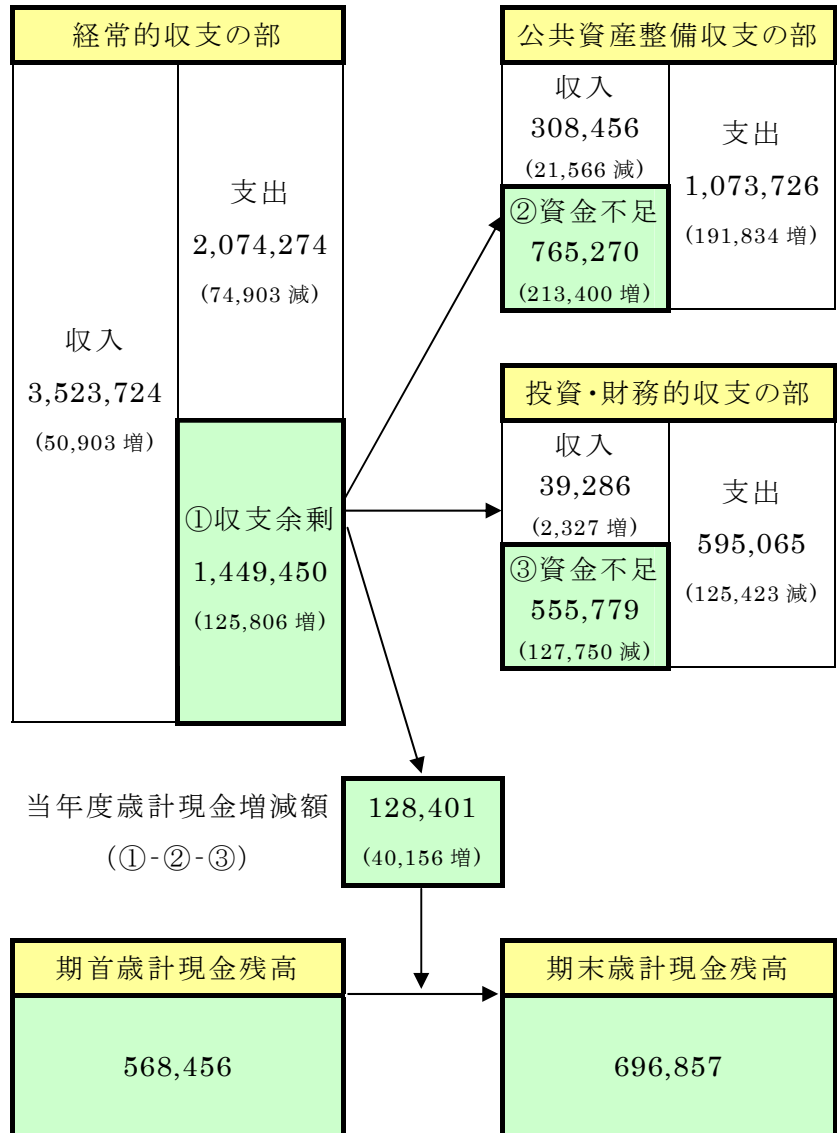 経常的収支の部
収入
3,523,724
(50,903 増)
支出
2,074,274
(74,903 減)
①収支余剰
1,449,450
(125,806 増)
公共資産整備収支の部
収入
308,456
(21,566 減)
②資金不足
765,270
(213,400 増)
支出
1,073,726
(191,834 増)
投資・財務的収支の部
収入
39,286
(2,327 増)
③資金不足
555,779
(127,750 減)
支出
595,065
(125,423 減)
当年度歳計現金増減額
(①-②-③)
128,401
(40,156 増)
期首歳計現金残高
568,456
期末歳計現金残高
696,857